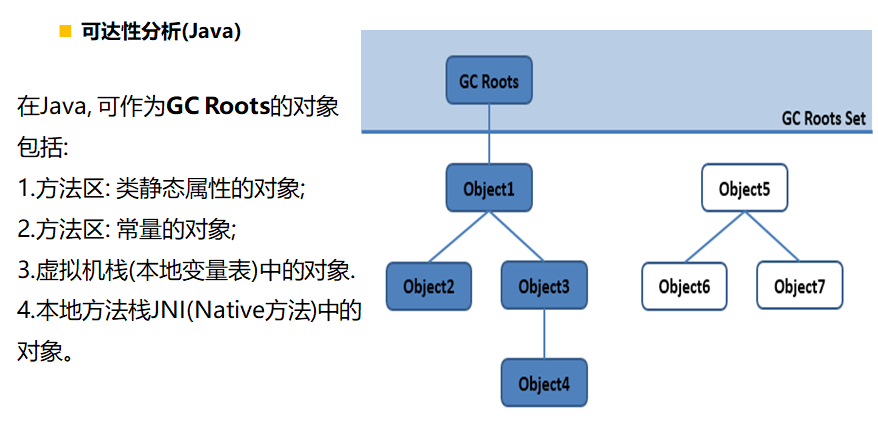 可达性分析(Java)
在Java, 可作为GC Roots的对象
包括:
1.方法区: 类静态属性的对象;
2.方法区: 常量的对象;
3.虚拟机栈(本地变量表)中的对象.
4.本地方法栈JNI(Native方法)中的
对象。
GC Roots
GC Roots Set
Object1
Object5
Object2
Object3
Object6
Object7
Object4